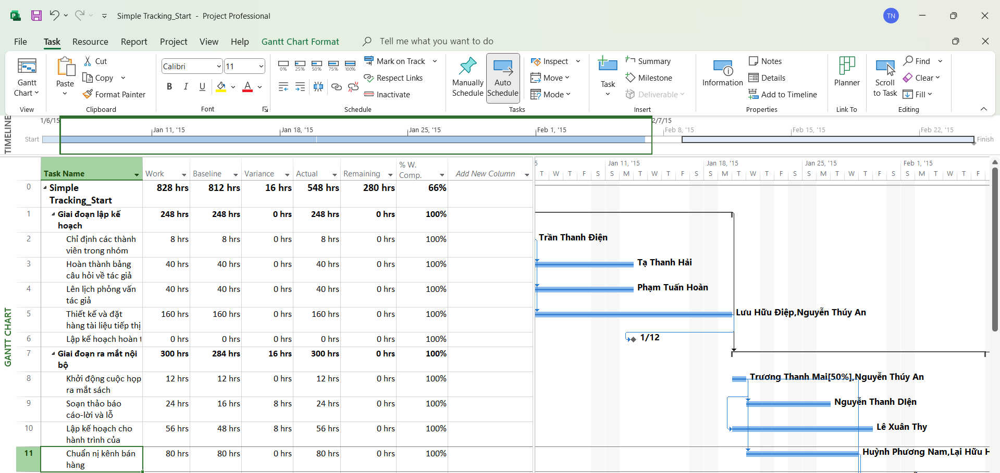 Simple Tracking_Start - Project Professional
TN
File Task Resource Report Project View Help Gantt Chart Format Tell me what you want to do
Gantt Chart
View
Paste
Cut
Copy
Format Painter
Clipboard
Calibri 11
B I U A
Font
0% 25% 50% 75% 100%
Mark on Track
Respect Links
Inactivate
Schedule
Manually Schedule
Auto Schedule
Inspect
Move
Mode
Tasks
Task
Summary
Milestone
Deliverable
Insert
Information
Notes
Details
Add to Timeline
Properties
Planner
Link To
Scroll to Task
Find
Clear
Fill
Editing
TIMELINE
1/6/15 2/7/15
Jan 11, '15 Jan 18, '15 Jan 25, '15 Feb 1, '15 Feb 8, '15 Feb 15, '15 Feb 22, '15
Start Finish
GANTT CHART
Task Name Work Baseline Variance Actual Remaining % W. Comp. Add New Column
5 Jan 11, '15 Jan 18, '15 Jan 25, '15 Feb 1, '15
T W T F S S M T W T F S S M T W T F S S M T W T F S S M T W T F
0 Simple Tracking_Start 828 hrs 812 hrs 16 hrs 548 hrs 280 hrs 66%
1 Giai đoạn lập kế hoạch 248 hrs 248 hrs 0 hrs 248 hrs 0 hrs 100%
2 Chỉ định các thành viên trong nhóm 8 hrs 8 hrs 0 hrs 8 hrs 0 hrs 100% Trần Thanh Điện
3 Hoàn thành bảng câu hỏi về tác giả 40 hrs 40 hrs 0 hrs 40 hrs 0 hrs 100% Tạ Thanh Hải
4 Lên lịch phỏng vấn tác giả 40 hrs 40 hrs 0 hrs 40 hrs 0 hrs 100% Phạm Tuấn Hoàn
5 Thiết kế và đặt hàng tài liệu tiếp thị 160 hrs 160 hrs 0 hrs 160 hrs 0 hrs 100% Lưu Hữu Điệp,Nguyễn Thúy An
6 Lập kế hoạch hoàn t 0 hrs 0 hrs 0 hrs 0 hrs 0 hrs 100% 1/12
7 Giai đoạn ra mắt nội bộ 300 hrs 284 hrs 16 hrs 300 hrs 0 hrs 100%
8 Khởi động cuộc họp ra mắt sách 12 hrs 12 hrs 0 hrs 12 hrs 0 hrs 100% Trương Thanh Mai[50%],Nguyễn Thúy An
9 Soạn thảo báo cáo-lời và lỗ 24 hrs 16 hrs 8 hrs 24 hrs 0 hrs 100% Nguyễn Thanh DIện
10 Lập kế hoạch cho hành trình của 56 hrs 48 hrs 8 hrs 56 hrs 0 hrs 100% Lê Xuân Thy
11 Chuẩn nị kênh bán hàng 80 hrs 80 hrs 0 hrs 80 hrs 0 hrs 100% Huỳnh Phương Nam,Lại Hữu H